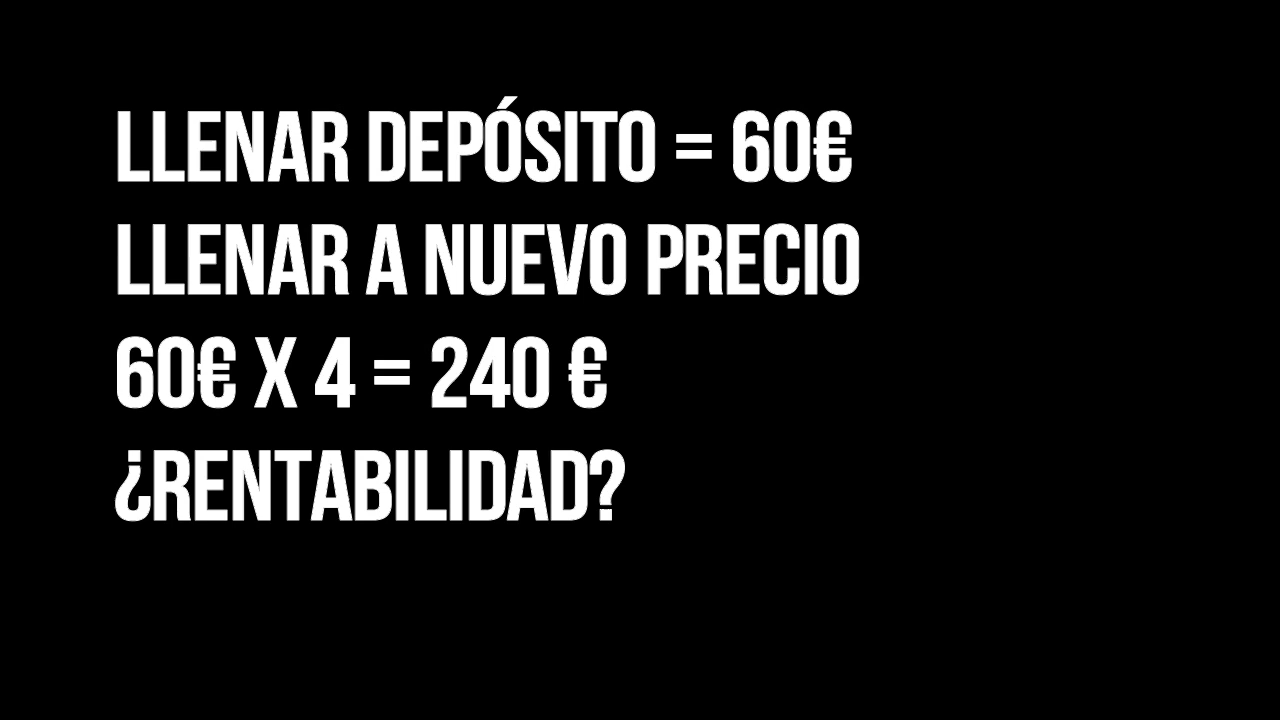 LLENAR DEPÓSITO = 60€
LLENAR A NUEVO PRECIO
60€ X 4 = 240 €
¿RENTABILIDAD?